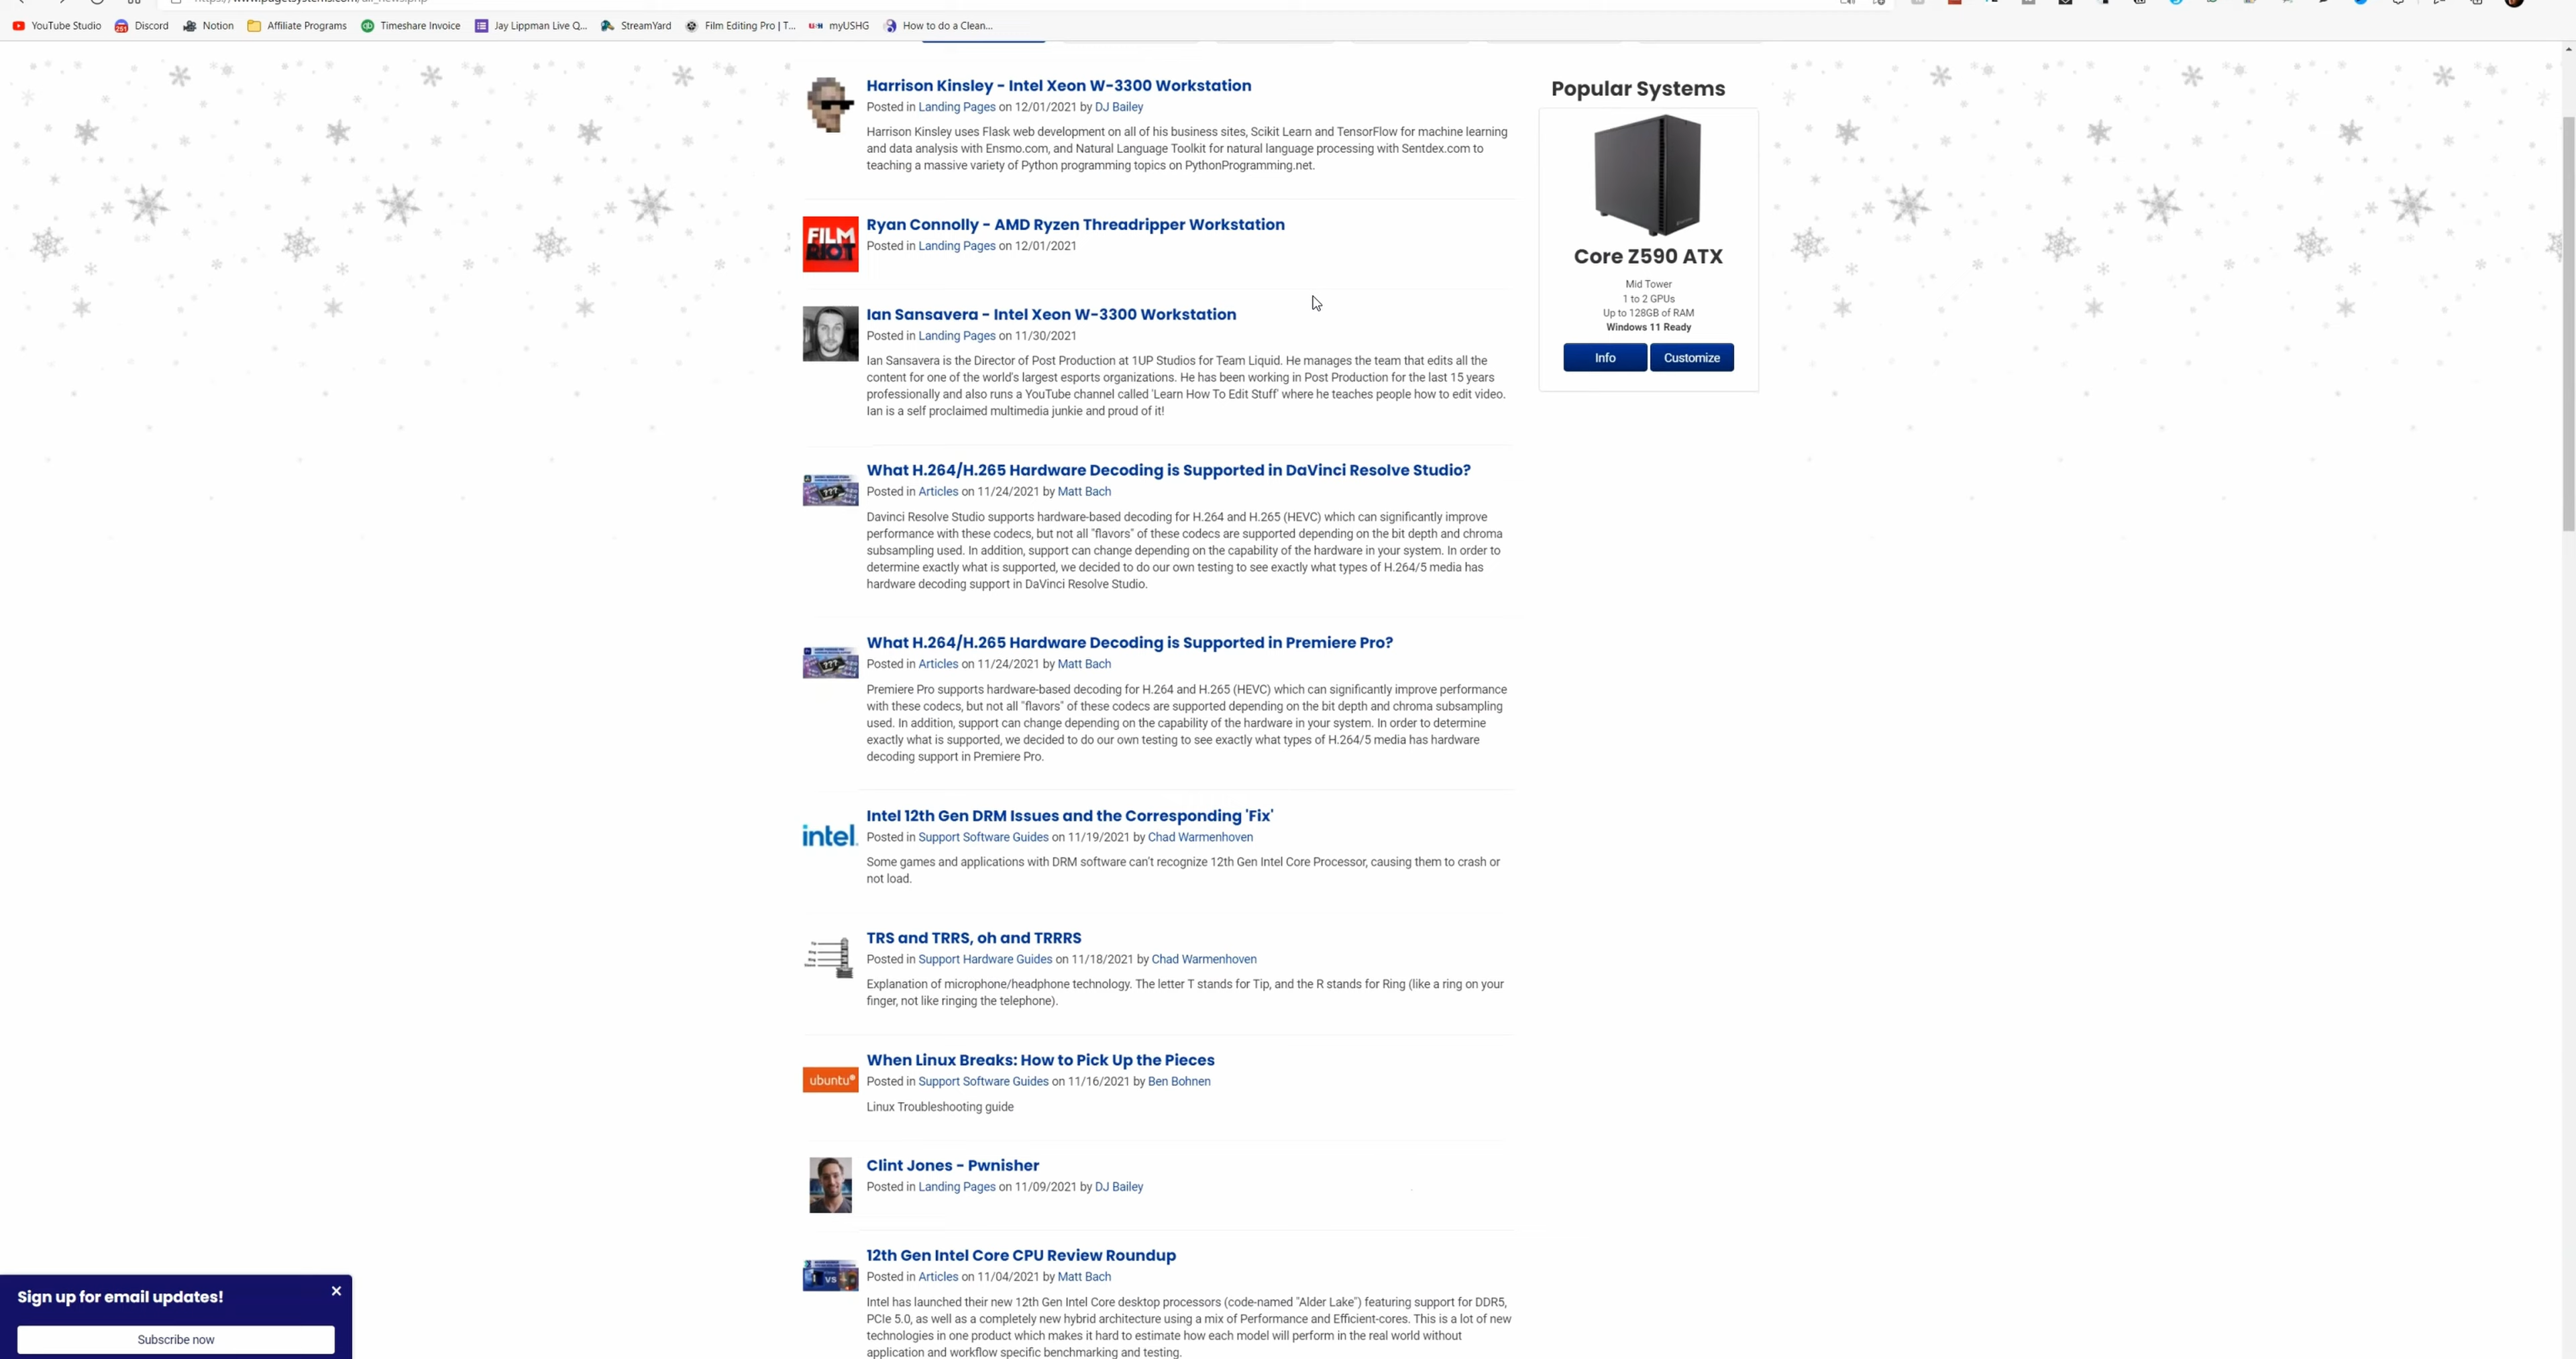 YouTube Studio Discord Notion Affiliate Programs Timeshare Invoice Jay Lippman Live Q... StreamYard Film Editing Pro | T... myUSHG How to do a Clean...
Harrison Kinsley - Intel Xeon W-3300 Workstation
Posted in Landing Pages on 12/01/2021 by DJ Bailey
Harrison Kinsley uses Flask web development on all of his business sites, Scikit Learn and TensorFlow for machine learning
and data analysis with Ensmo.com, and Natural Language Toolkit for natural language processing with Sentdex.com to
teaching a massive variety of Python programming topics on PythonProgramming.net.
FILM
RIOT
Ryan Connolly - AMD Ryzen Threadripper Workstation
Posted in Landing Pages on 12/01/2021
Ian Sansavera - Intel Xeon W-3300 Workstation
Posted in Landing Pages on 11/30/2021
Ian Sansavera is the Director of Post Production at 1UP Studios for Team Liquid. He manages the team that edits all the
content for one of the world's largest esports organizations. He has been working in Post Production for the last 15 years
professionally and also runs a YouTube channel called 'Learn How To Edit Stuff' where he teaches people how to edit video.
Ian is a self proclaimed multimedia junkie and proud of it!
What H.264/H.265 Hardware Decoding is Supported in DaVinci Resolve Studio?
Posted in Articles on 11/24/2021 by Matt Bach
Davinci Resolve Studio supports hardware-based decoding for H.264 and H.265 (HEVC) which can significantly improve
performance with these codecs, but not all "flavors" of these codecs are supported depending on the bit depth and chroma
subsampling used. In addition, support can change depending on the capability of the hardware in your system. In order to
determine exactly what is supported, we decided to do our own testing to see exactly what types of H.264/5 media has
hardware decoding support in DaVinci Resolve Studio.
What H.264/H.265 Hardware Decoding is Supported in Premiere Pro?
Posted in Articles on 11/24/2021 by Matt Bach
Premiere Pro supports hardware-based decoding for H.264 and H.265 (HEVC) which can significantly improve performance
with these codecs, but not all "flavors" of these codecs are supported depending on the bit depth and chroma subsampling
used. In addition, support can change depending on the capability of the hardware in your system. In order to determine
exactly what is supported, we decided to do our own testing to see exactly what types of H.264/5 media has hardware
decoding support in Premiere Pro.
intel.
Intel 12th Gen DRM Issues and the Corresponding 'Fix'
Posted in Support Software Guides on 11/19/2021 by Chad Warmenhoven
Some games and applications with DRM software can't recognize 12th Gen Intel Core Processor, causing them to crash or
not load.
TRS and TRRS, oh and TRRRS
Posted in Support Hardware Guides on 11/18/2021 by Chad Warmenhoven
Explanation of microphone/headphone technology. The letter T stands for Tip, and the R stands for Ring (like a ring on your
finger, not like ringing the telephone).
ubuntu
When Linux Breaks: How to Pick Up the Pieces
Posted in Support Software Guides on 11/16/2021 by Ben Bohnen
Linux Troubleshooting guide
Clint Jones - Pwnisher
Posted in Landing Pages on 11/09/2021 by DJ Bailey
VS
12th Gen Intel Core CPU Review Roundup
Posted in Articles on 11/04/2021 by Matt Bach
Intel has launched their new 12th Gen Intel Core desktop processors (code-named "Alder Lake") featuring support for DDR5,
PCIe 5.0, as well as a completely new hybrid architecture using a mix of Performance and Efficient-cores. This is a lot of new
technologies in one product which makes it hard to estimate how each model will perform in the real world without
application and workflow specific benchmarking and testing.
Popular Systems
Core Z590 ATX
Mid Tower
1 to 2 GPUs
Up to 128GB of RAM
Windows 11 Ready
Info Customize
Sign up for email updates!
Subscribe now